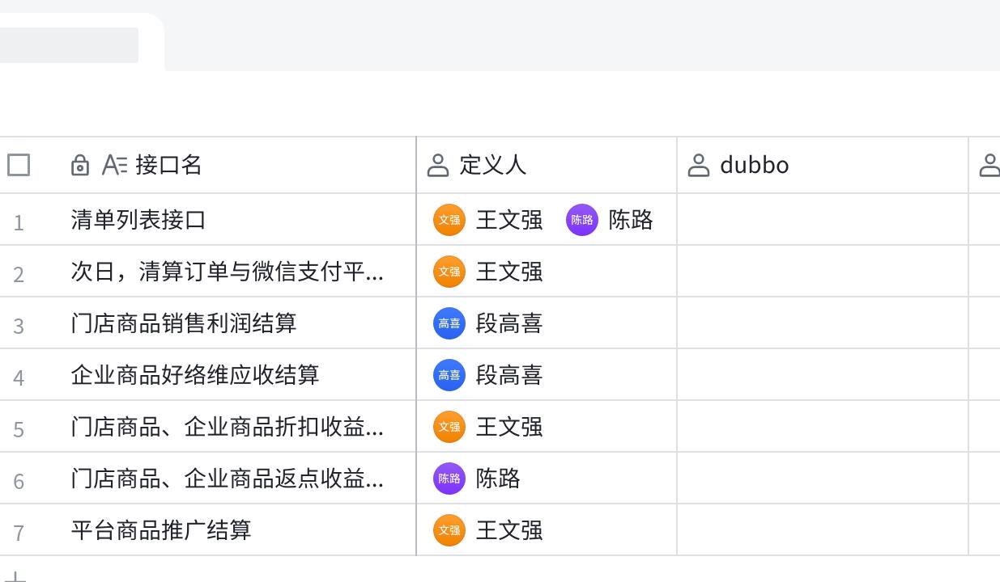 接口名 定义人 dubbo
1 清单列表接口 文强 王文强 陈路 陈路
2 次日，清算订单与微信支付平... 文强 王文强
3 门店商品销售利润结算 高喜 段高喜
4 企业商品好络维应收结算 高喜 段高喜
5 门店商品、企业商品折扣收益... 文强 王文强
6 门店商品、企业商品返点收益... 陈路 陈路
7 平台商品推广结算 文强 王文强